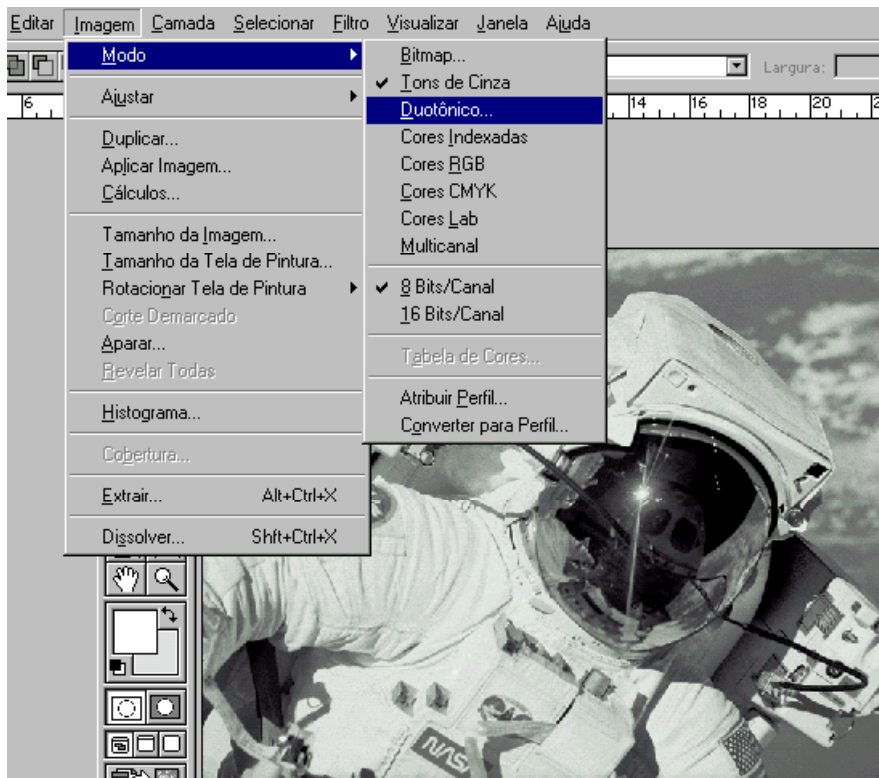 Editar Imagem Camada Selecionar Filtro Visualizar Janela Ajuda
Largura:
6 14 16 18 20
Modo
Ajustar
Duplicar...
Aplicar Imagem...
Cálculos...
Tamanho da Imagem...
Tamanho da Tela de Pintura...
Rotacionar Tela de Pintura
Corte Demarcado
Aparar...
Revelar Todas
Histograma...
Cobertura...
Extrair... Alt+Ctrl+X
Dissolver... Shft+Ctrl+X
Bitmap...
Tons de Cinza
Duotônico...
Cores Indexadas
Cores RGB
Cores CMYK
Cores Lab
Multicanal
8 Bits/Canal
16 Bits/Canal
Tabela de Cores...
Atribuir Perfil...
Converter para Perfil...
NAS